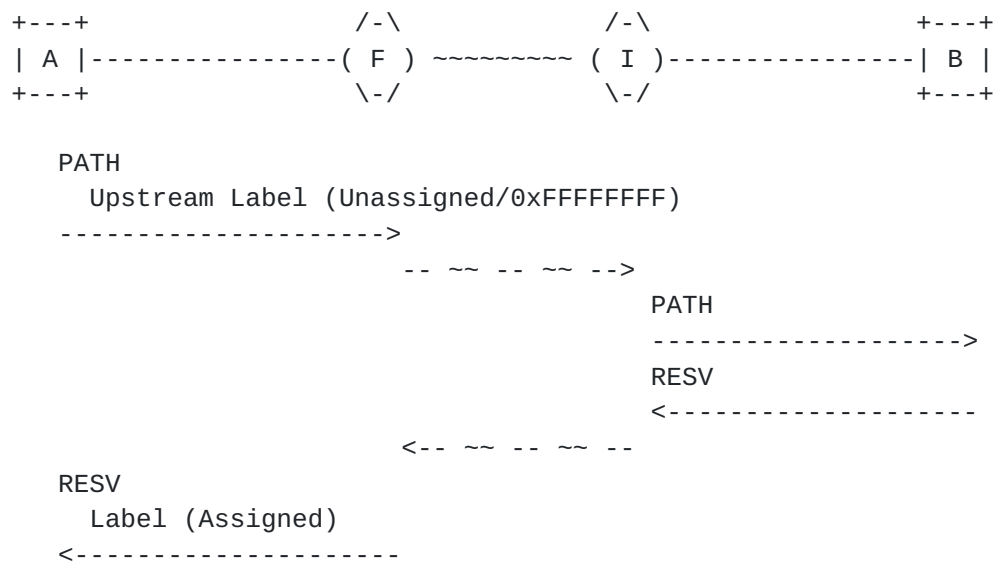 +---+                 /-\             /-\                 +---+
| A |----------------( F ) ~~~~~~~~~ ( I )----------------| B |
+---+                 \-/             \-/                 +---+
PATH
Upstream Label (Unassigned/0xFFFFFFFF)
--------------------->
-- ~~ -- ~~ -->
PATH
-------------------->
RESV
<--------------------
<-- ~~ -- ~~ --
RESV
Label (Assigned)
<---------------------